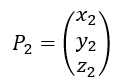 P₂ = (x₂
y₂
z₂)